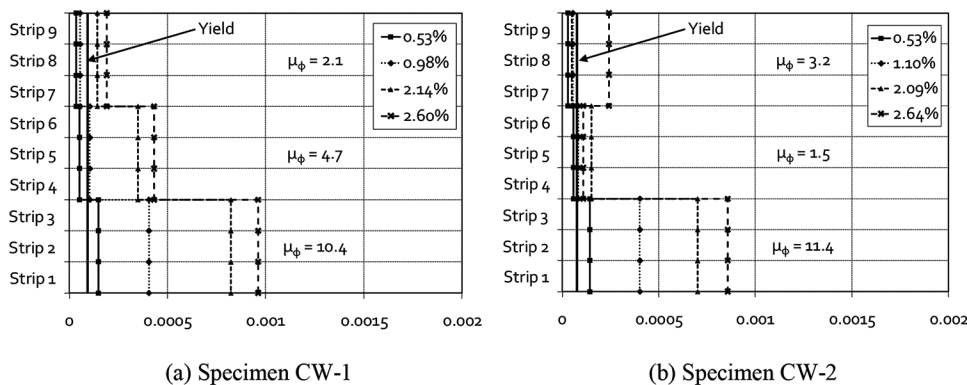 Strip 9
Strip 8
Strip 7
Strip 6
Strip 5
Strip 4
Strip 3
Strip 2
Strip 1
Yield
μϕ = 2.1
μϕ = 4.7
μϕ = 10.4
0.53%
0.98%
2.14%
2.60%
0 0.0005 0.001 0.0015 0.002
(a) Specimen CW-1
Strip 9
Strip 8
Strip 7
Strip 6
Strip 5
Strip 4
Strip 3
Strip 2
Strip 1
Yield
μϕ = 3.2
μϕ = 1.5
μϕ = 11.4
0.53%
1.10%
2.09%
2.64%
0 0.0005 0.001 0.0015 0.002
(b) Specimen CW-2